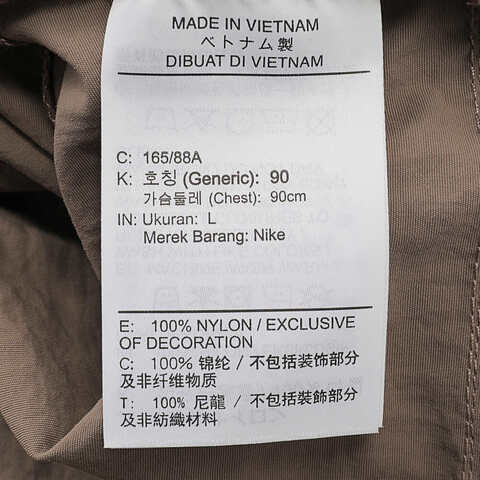 MADE IN VIETNAM
ベトナム製
DIBUAT DI VIETNAM
C: 165/88A
K: 호칭 (Generic): 90
가슴둘레 (Chest): 90cm
IN: Ukuran: L
Merek Barang: Nike
E: 100% NYLON / EXCLUSIVE
OF DECORATION
C: 100% 锦纶 / 不包括装饰部分
及非纤维物质
T: 100% 尼龍 / 不包括裝飾部分
及非紡織材料